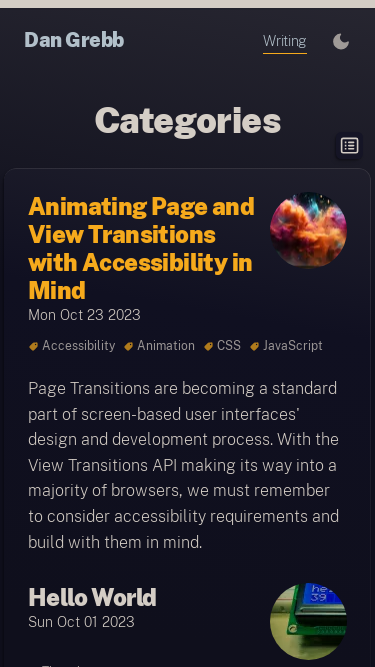 Dan Grebb
Writing
Categories
Animating Page and
View Transitions
with Accessibility in
Mind
Mon Oct 23 2023
Accessibility Animation CSS JavaScript
Page Transitions are becoming a standard
part of screen-based user interfaces'
design and development process. With the
View Transitions API making its way into a
majority of browsers, we must remember
to consider accessibility requirements and
build with them in mind.
Hello World
Sun Oct 01 2023
39